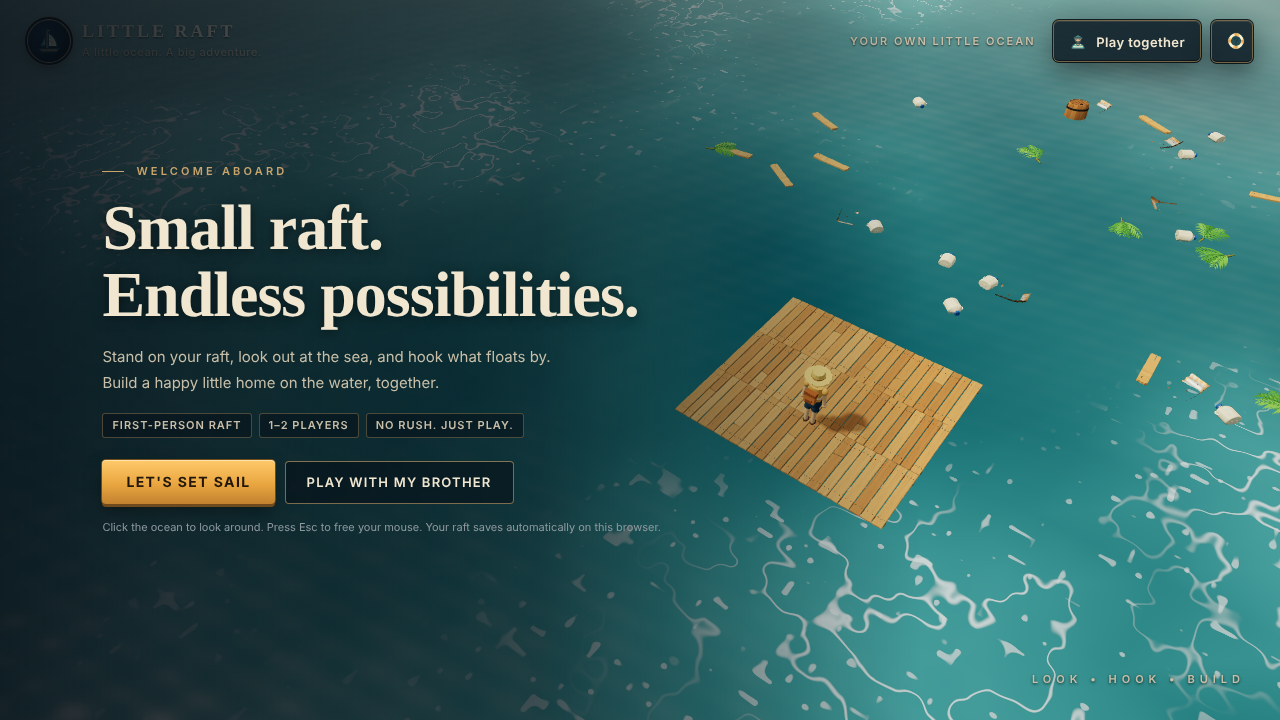 LITTLE RAFT
A little ocean. A big adventure.
YOUR OWN LITTLE OCEAN
Play together
WELCOME ABOARD
Small raft.
Endless possibilities.
Stand on your raft, look out at the sea, and hook what floats by.
Build a happy little home on the water, together.
FIRST-PERSON RAFT
1–2 PLAYERS
NO RUSH. JUST PLAY.
LET'S SET SAIL
PLAY WITH MY BROTHER
Click the ocean to look around. Press Esc to free your mouse. Your raft saves automatically on this browser.
LOOK • HOOK • BUILD